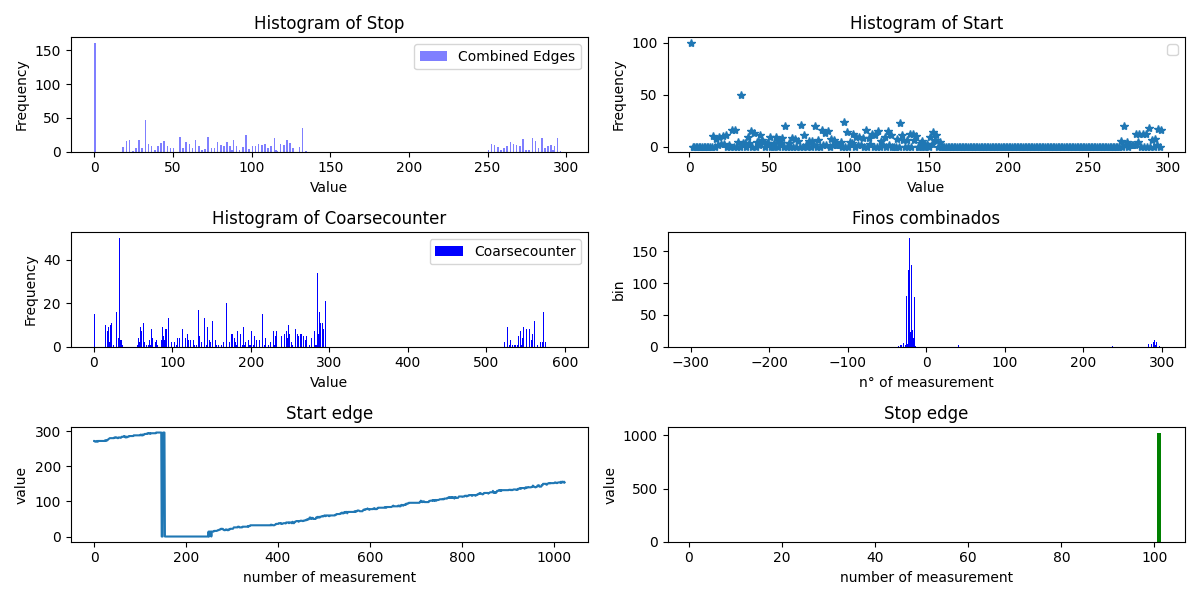 Histogram of Stop
Frequency
150
100
50
0
Combined Edges
0 50 100 150 200 250 300
Value
Histogram of Start
Frequency
100
50
0
0 50 100 150 200 250 300
Value
Histogram of Coarsecounter
Frequency
40
20
0
Coarsecounter
0 100 200 300 400 500 600
Value
Finos combinados
bin
150
100
50
0
−300 −200 −100 0 100 200 300
n° of measurement
Start edge
value
300
200
100
0
0 200 400 600 800 1000
number of measurement
Stop edge
value
1000
500
0
0 20 40 60 80 100
number of measurement